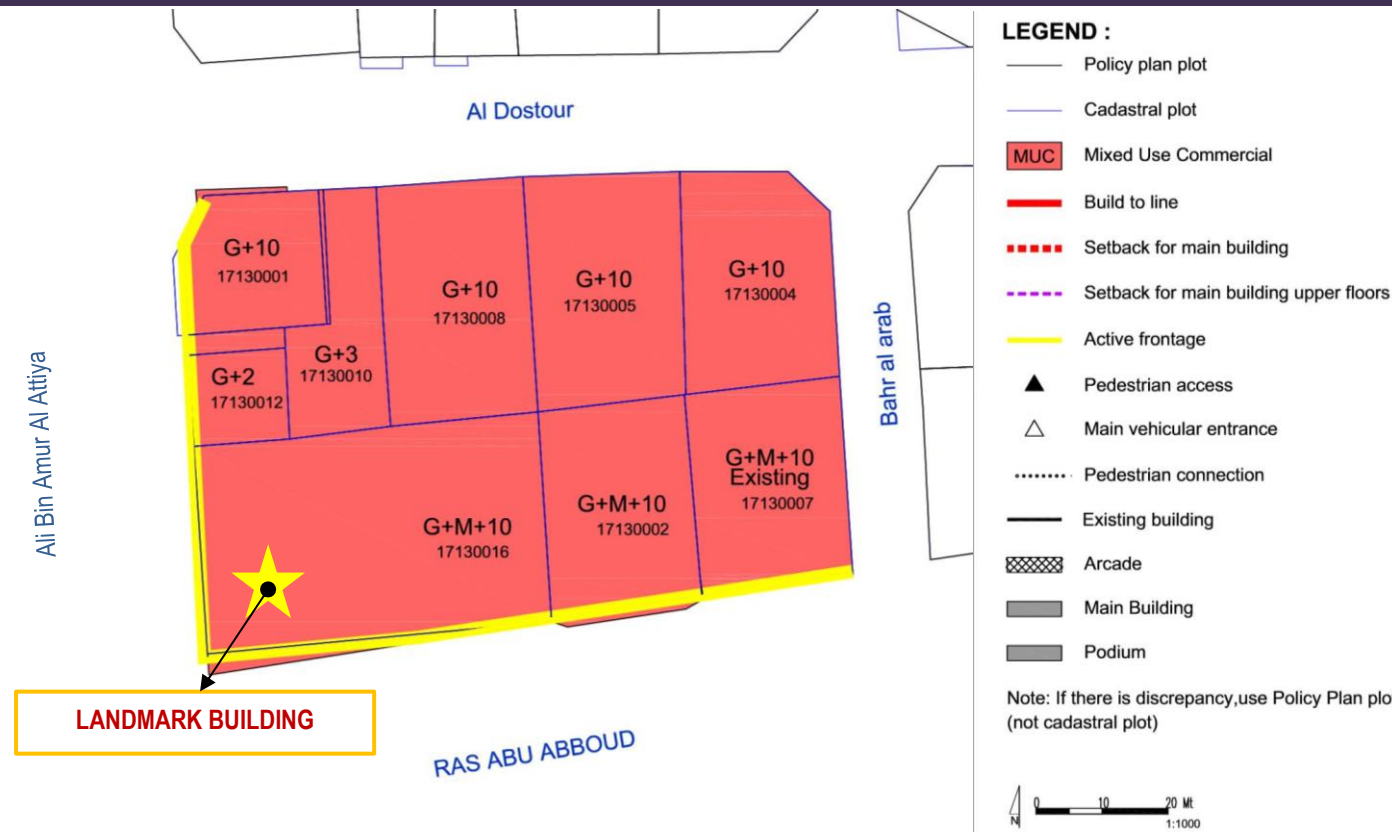 Al Dostour
G+10
17130001
G+10
17130008
G+10
17130005
G+10
17130004
G+3
17130010
G+2
17130012
Bahr al arab
Ali Bin Amur Al Attiya
G+M+10
17130016
G+M+10
17130002
G+M+10
Existing
17130007
LANDMARK BUILDING
RAS ABU ABBOUD
LEGEND :
Policy plan plot
Cadastral plot
MUC Mixed Use Commercial
Build to line
Setback for main building
Setback for main building upper floors
Active frontage
Pedestrian access
Main vehicular entrance
Pedestrian connection
Existing building
Arcade
Main Building
Podium
Note: If there is discrepancy,use Policy Plan plo
(not cadastral plot)
N
0 10 20 Mt
1:1000